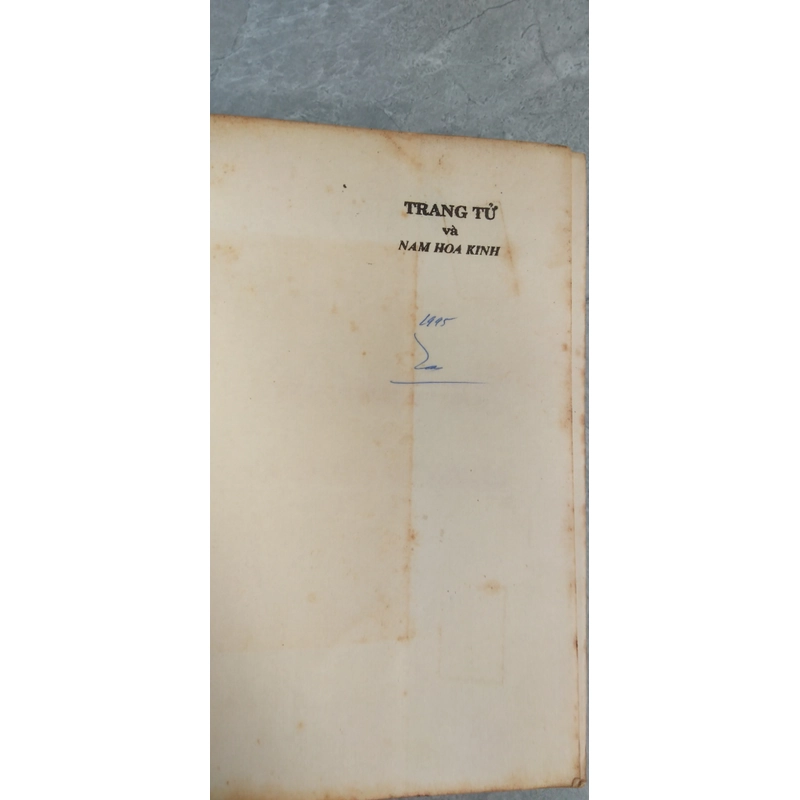 TRANG TỬ
và
NAM HOA KINH
1995